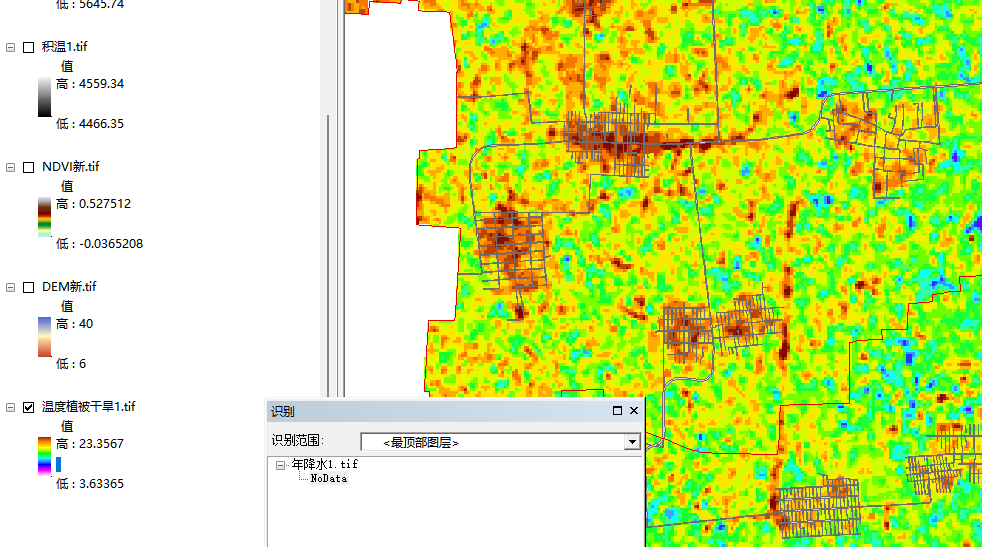 低 : 5645.74
积温1.tif
值
高 : 4559.34
低 : 4466.35
NDVI新.tif
值
高 : 0.527512
低 : -0.0365208
DEM新.tif
值
高 : 40
低 : 6
温度植被干旱1.tif
值
高 : 23.3567
低 : 3.63365
识别
识别范围: <最顶部图层>
年降水1.tif
NoData